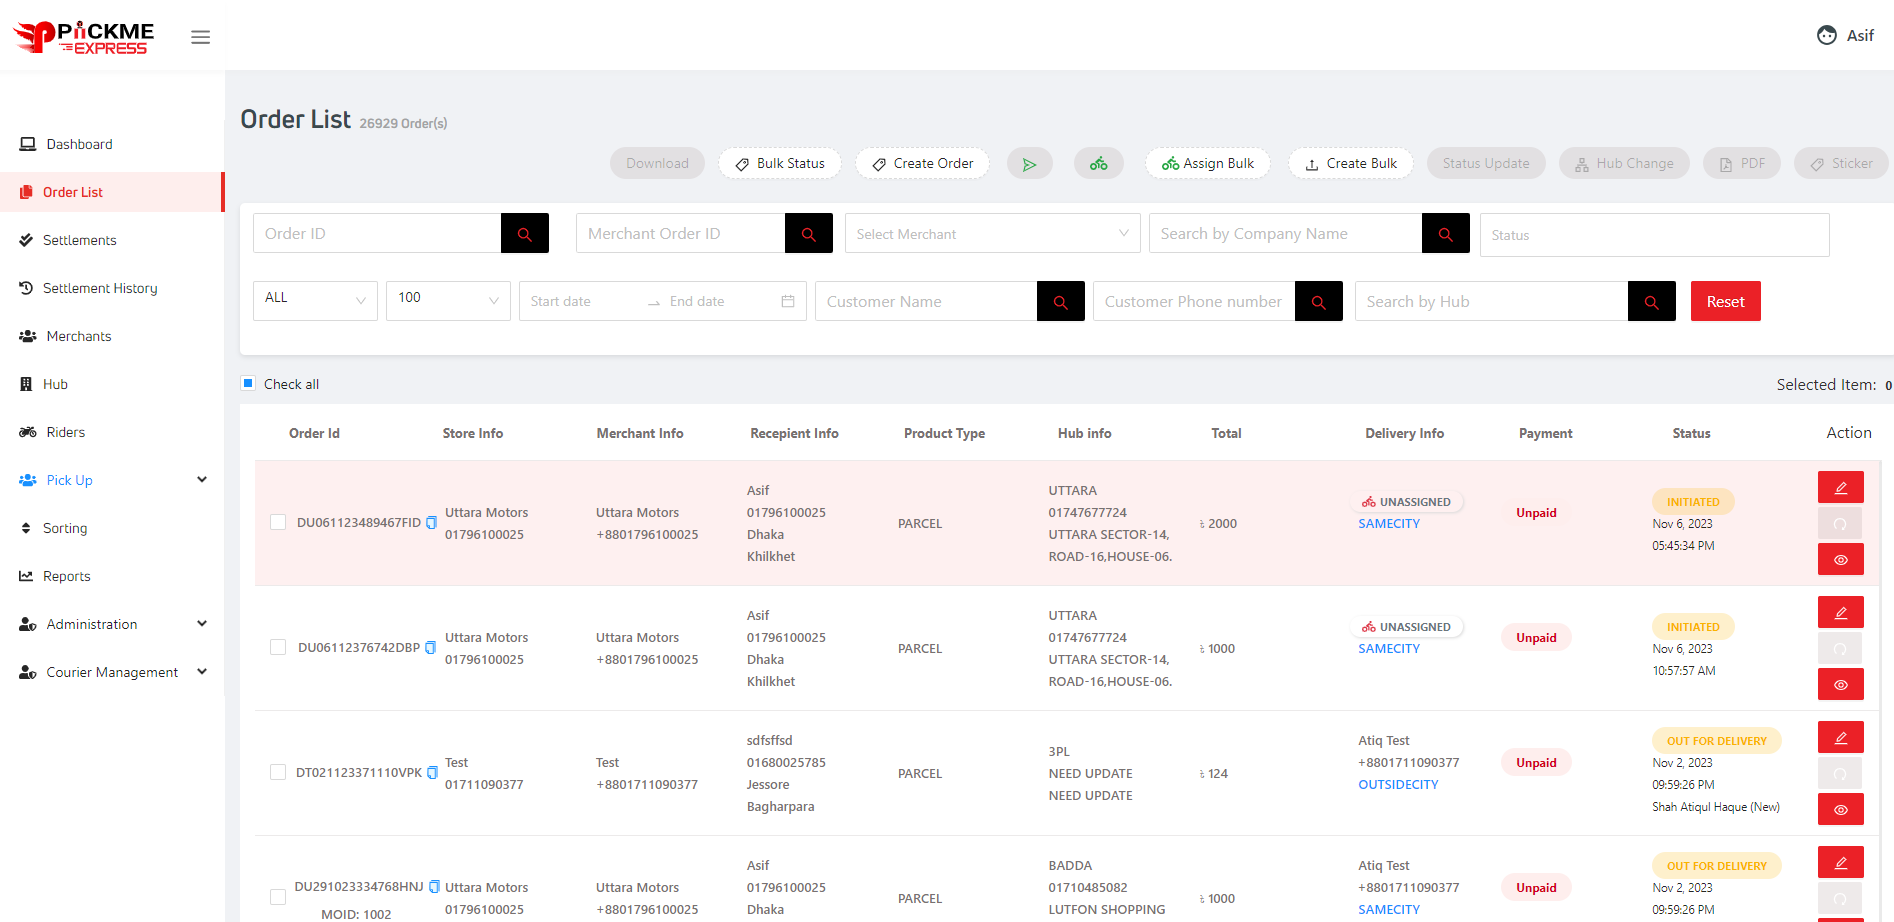 PIICKME
EXPRESS
Asif
Dashboard
Order List
Settlements
Settlement History
Merchants
Hub
Riders
Pick Up
Sorting
Reports
Administration
Courier Management
Order List 26929 Order(s)
Download Bulk Status Create Order Assign Bulk Create Bulk Status Update Hub Change PDF Sticker
Order ID Merchant Order ID Select Merchant Search by Company Name Status
ALL 100 Start date End date Customer Name Customer Phone number Search by Hub Reset
Check all Selected Item: 0
Order Id Store Info Merchant Info Recepient Info Product Type Hub info Total Delivery Info Payment Status Action
DU061123489467FID
Uttara Motors
01796100025
Uttara Motors
+8801796100025
Asif
01796100025
Dhaka
Khilkhet
PARCEL
UTTARA
01747677724
UTTARA SECTOR-14,
ROAD-16,HOUSE-06.
৳ 2000
UNASSIGNED
SAMECITY
Unpaid
INITIATED
Nov 6, 2023
05:45:34 PM
DU06112376742DBP
Uttara Motors
01796100025
Uttara Motors
+8801796100025
Asif
01796100025
Dhaka
Khilkhet
PARCEL
UTTARA
01747677724
UTTARA SECTOR-14,
ROAD-16,HOUSE-06.
৳ 1000
UNASSIGNED
SAMECITY
Unpaid
INITIATED
Nov 6, 2023
10:57:57 AM
DT021123371110VPK
Test
01711090377
Test
+8801711090377
sdfsffsd
01680025785
Jessore
Bagharpara
PARCEL
3PL
NEED UPDATE
NEED UPDATE
৳ 124
Atiq Test
+8801711090377
OUTSIDECITY
Unpaid
OUT FOR DELIVERY
Nov 2, 2023
09:59:26 PM
Shah Atiqul Haque (New)
DU291023334768HNJ
MOID: 1002
Uttara Motors
01796100025
Uttara Motors
+8801796100025
Asif
01796100025
Dhaka
PARCEL
BADDA
01710485082
LUTFON SHOPPING
৳ 1000
Atiq Test
+8801711090377
SAMECITY
Unpaid
OUT FOR DELIVERY
Nov 2, 2023
09:59:26 PM